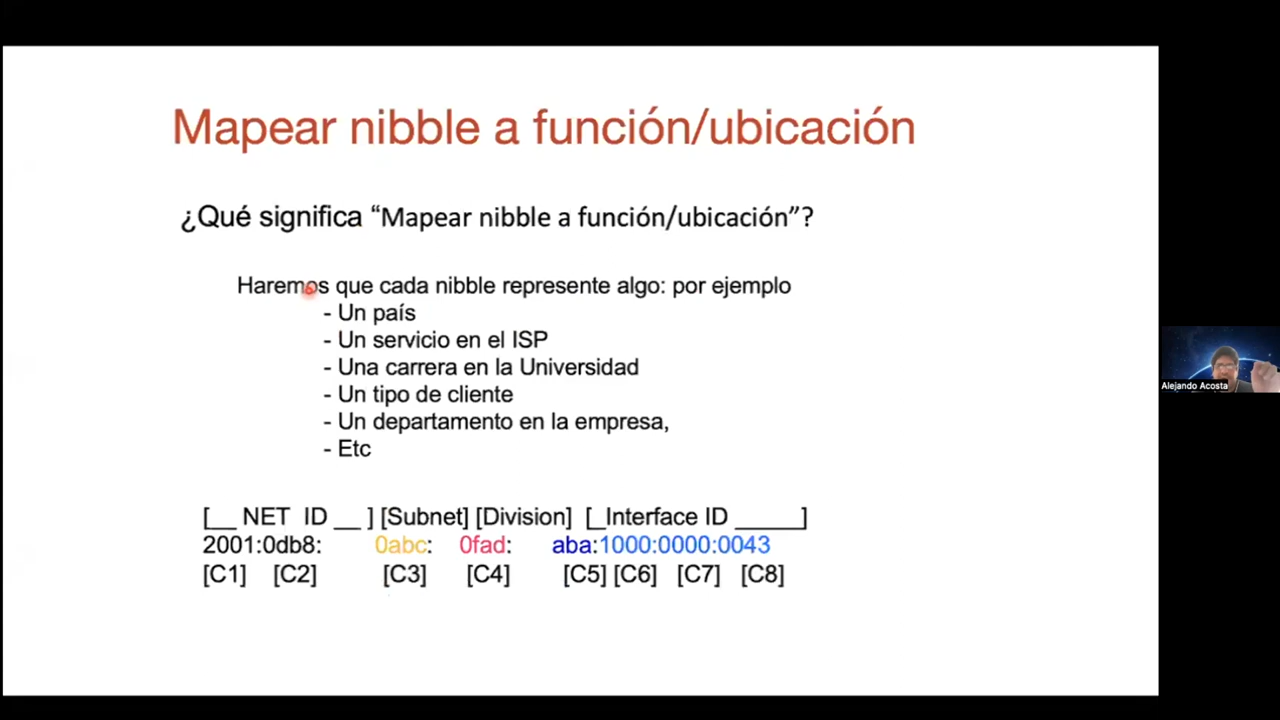 Mapear nibble a función/ubicación
¿Qué significa “Mapear nibble a función/ubicación”?
Haremos que cada nibble represente algo: por ejemplo
- Un país
- Un servicio en el ISP
- Una carrera en la Universidad
- Un tipo de cliente
- Un departamento en la empresa,
- Etc
[__ NET ID __ ] [Subnet] [Division] [_Interface ID _____]
2001:0db8: 0abc: 0fad: aba:1000:0000:0043
[C1] [C2] [C3] [C4] [C5] [C6] [C7] [C8]
Alejando Acosta